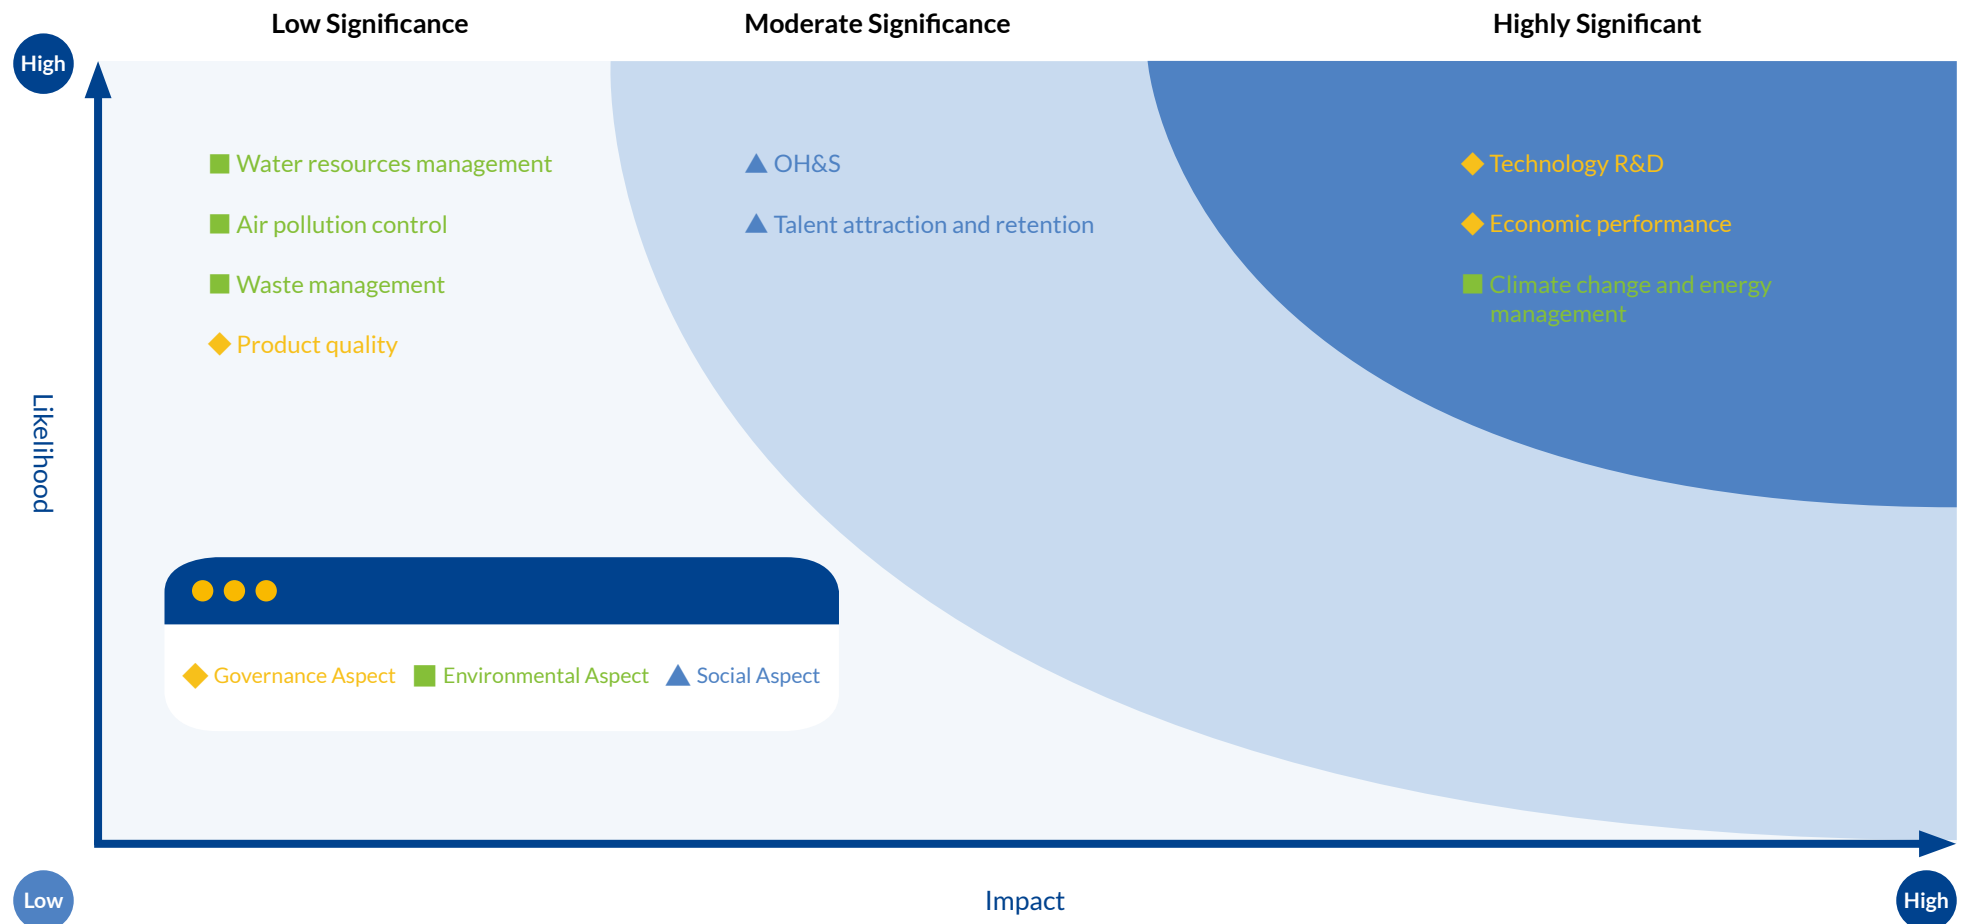 Low Significance
Moderate Significance
Highly Significant
High
Water resources management
Air pollution control
Waste management
Product quality
OH&S
Talent attraction and retention
Technology R&D
Economic performance
Climate change and energy
management
Likelihood
Governance Aspect
Environmental Aspect
Social Aspect
Low
Impact
High